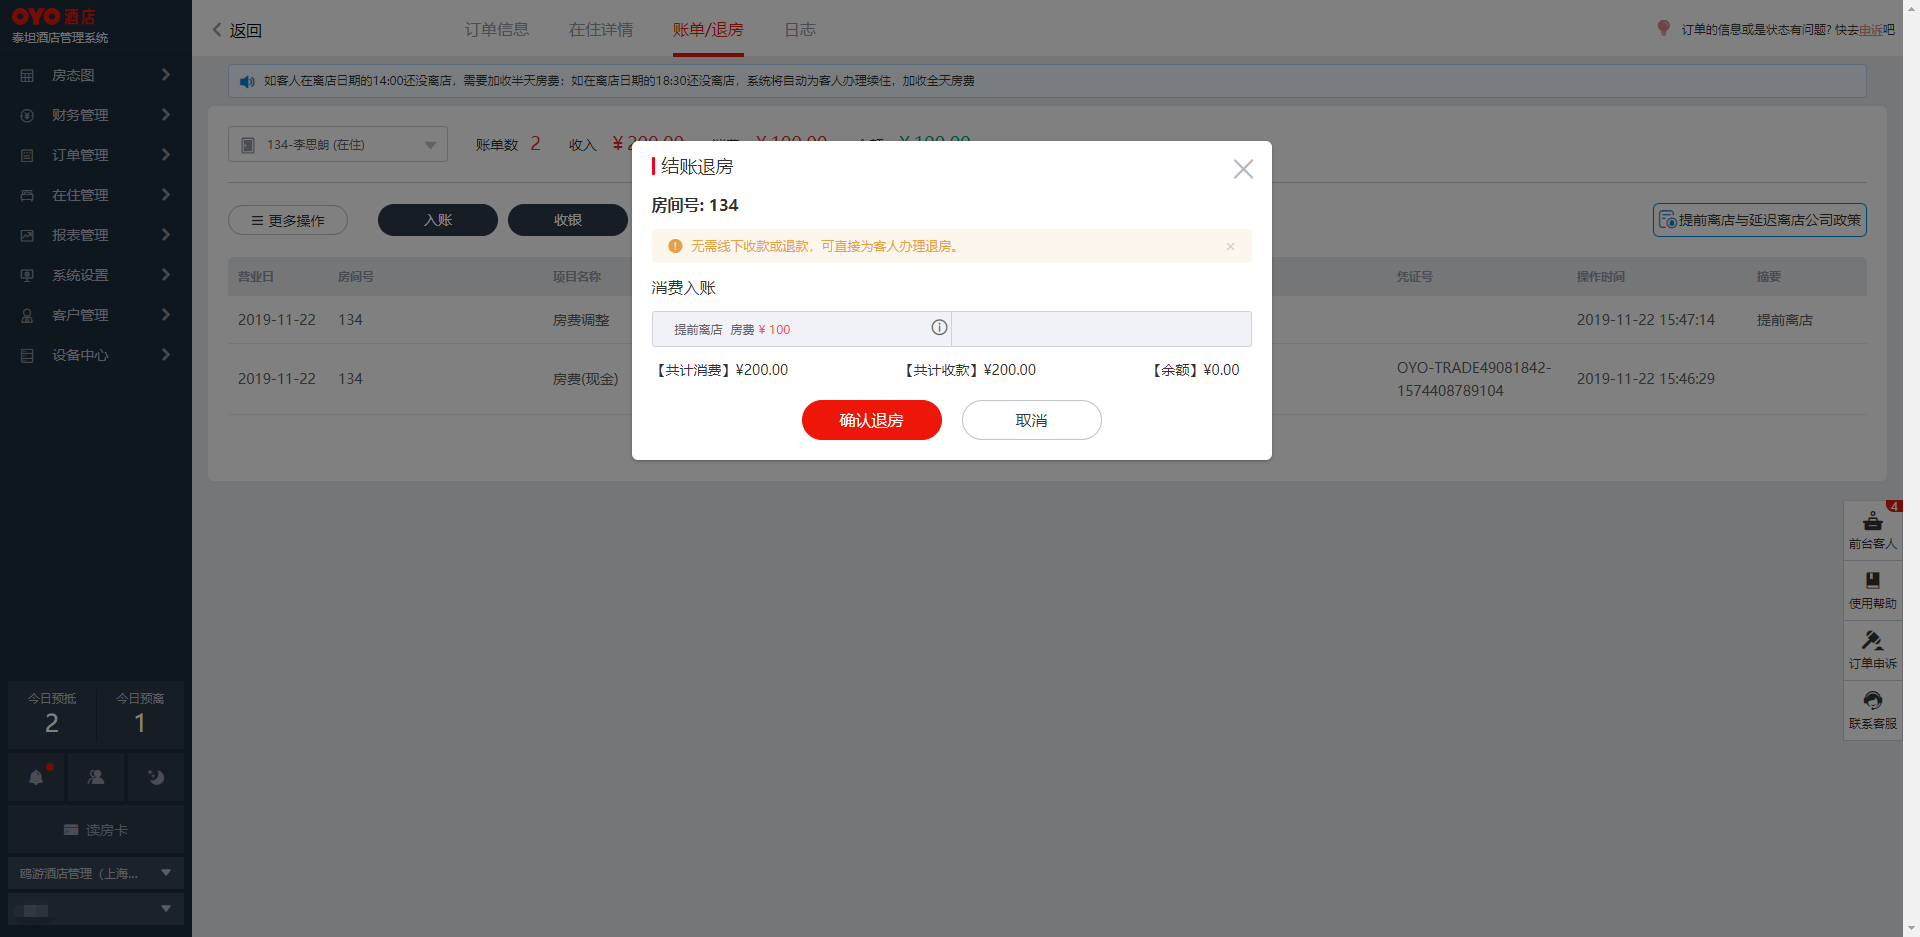 OYO 酒店
泰坦酒店管理系统
房态图
财务管理
订单管理
在住管理
报表管理
系统设置
客户管理
设备中心
今日预抵
2
今日预离
1
读房卡
鸥游酒店管理（上海...
返回
订单信息
在住详情
账单/退房
日志
订单的信息或是状态有问题? 快去申诉吧
如客人在离店日期的14:00还没离店，需要加收半天房费；如在离店日期的18:30还没离店，系统将自动为客人办理续住，加收全天房费
134-李思朗 (在住)
账单数 2
收入 ¥200.00
¥100.00
¥100.00
更多操作
入账
收银
提前离店与延迟离店公司政策
营业日
房间号
项目名称
凭证号
操作时间
摘要
2019-11-22
134
房费调整
2019-11-22 15:47:14
提前离店
2019-11-22
134
房费(现金)
OYO-TRADE49081842-
1574408789104
2019-11-22 15:46:29
结账退房
房间号: 134
无需线下收款或退款，可直接为客人办理退房。
消费入账
提前离店 房费 ¥ 100
【共计消费】¥200.00
【共计收款】¥200.00
【余额】¥0.00
确认退房
取消
4
前台客人
使用帮助
订单申诉
联系客服